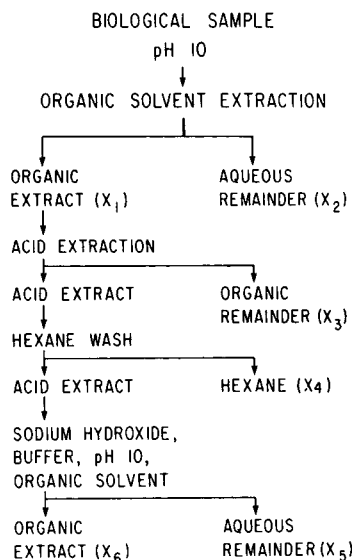 BIOLOGICAL SAMPLE
pH 10
ORGANIC SOLVENT EXTRACTION
ORGANIC
EXTRACT (X₁)
AQUEOUS
REMAINDER (X₂)
ACID EXTRACTION
ACID EXTRACT
ORGANIC
REMAINDER (X₃)
HEXANE WASH
ACID EXTRACT
HEXANE (X₄)
SODIUM HYDROXIDE,
BUFFER, pH 10,
ORGANIC SOLVENT
ORGANIC
EXTRACT (X₆)
AQUEOUS
REMAINDER (X₅)